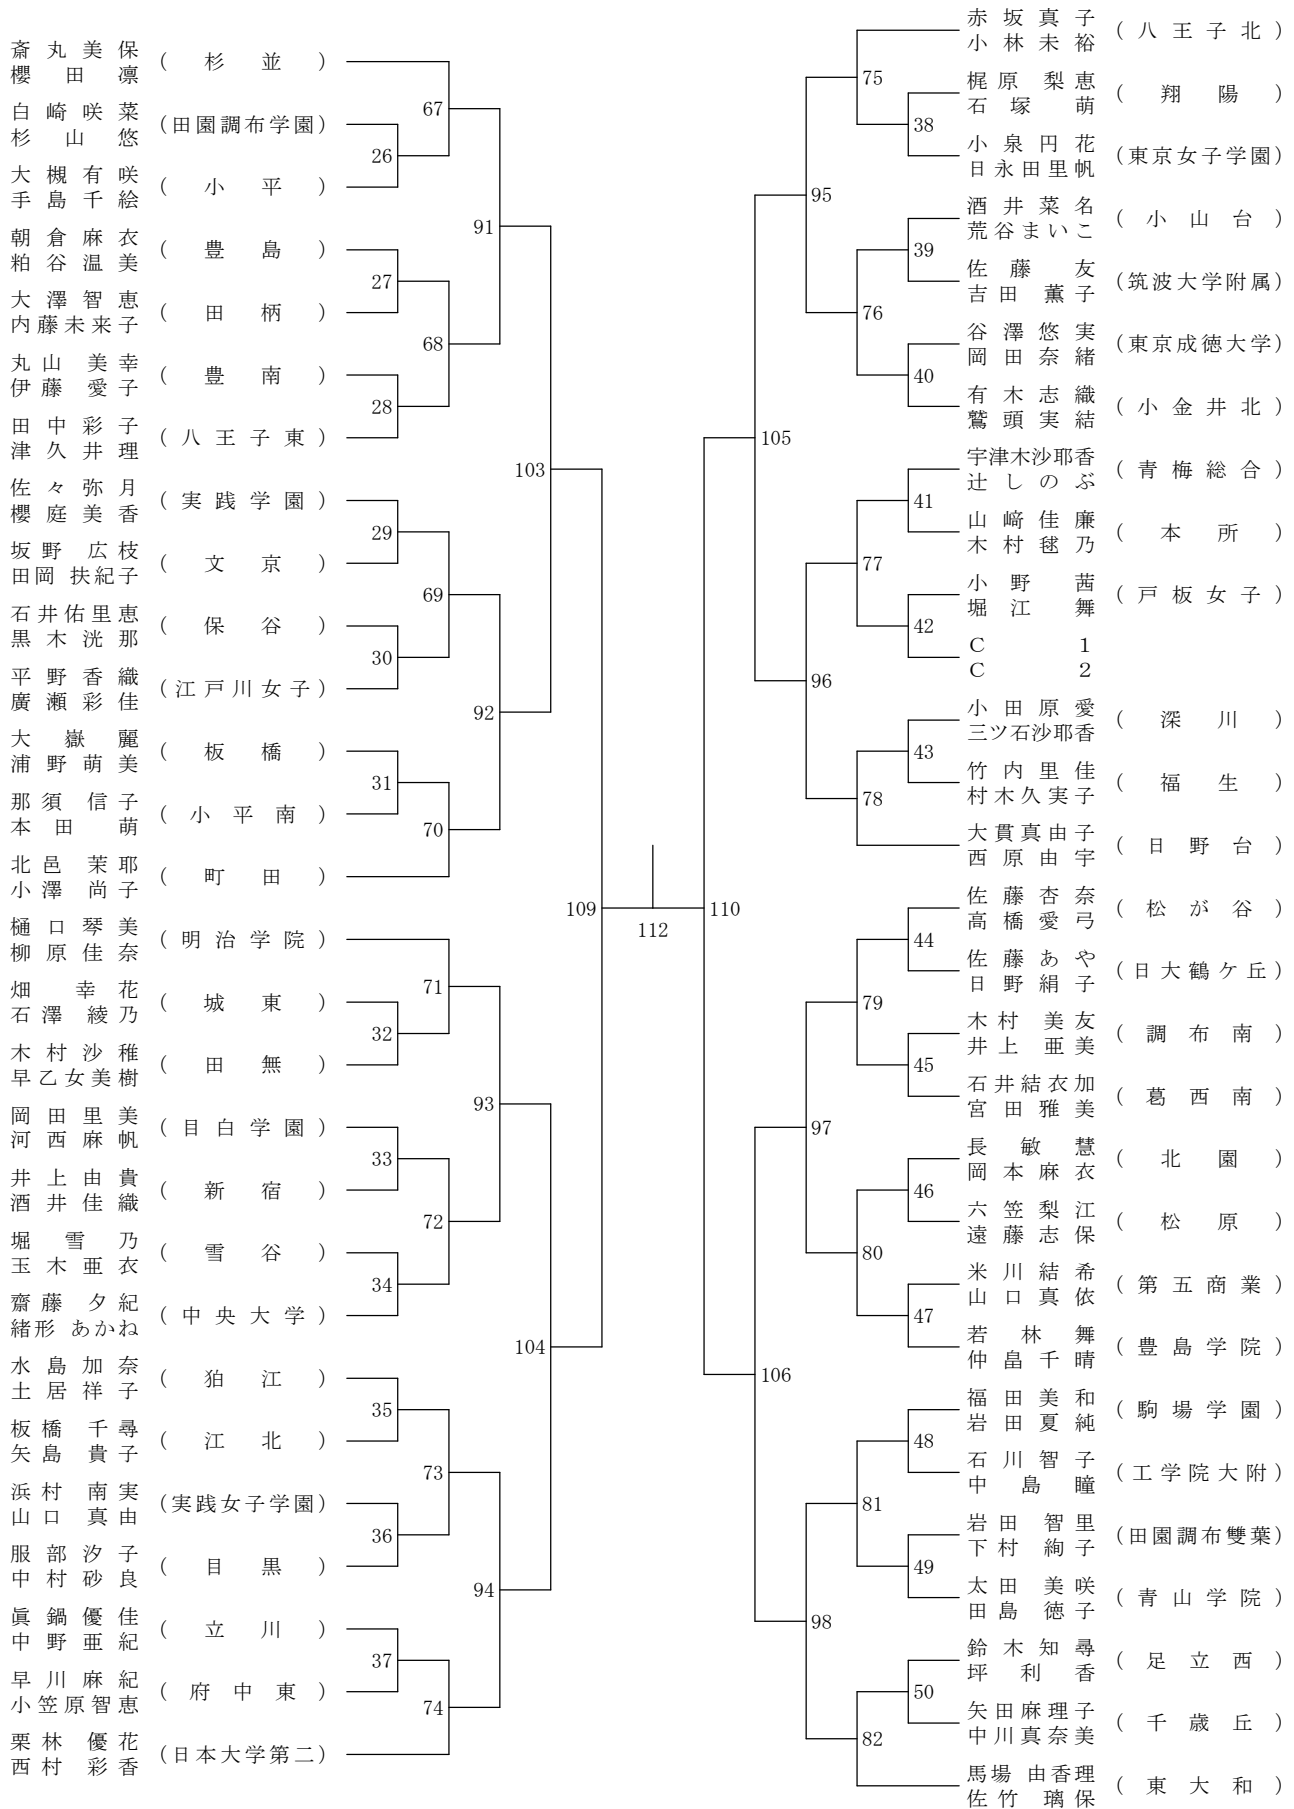 斎丸美保
櫻田凛
(杉並)
白崎咲菜
杉山悠
(田園調布学園)
大槻有咲
手島千絵
(小平)
朝倉麻衣
粕谷温美
(豊島)
大澤智恵
内藤未来子
(田柄)
丸山美幸
伊藤愛子
(豊南)
田中彩子
津久井理
(八王子東)
佐々弥月
櫻庭美香
(実践学園)
坂野広枝
田岡扶紀子
(文京)
石井佑里恵
黒木洸那
(保谷)
平野香織
廣瀬彩佳
(江戸川女子)
大嶽麗
浦野萌美
(板橋)
那須信子
本田萌
(小平南)
北邑茉耶
小澤尚子
(町田)
樋口琴美
柳原佳奈
(明治学院)
畑幸花
石澤綾乃
(城東)
木村沙稚
早乙女美樹
(田無)
岡田里美
河西麻帆
(目白学園)
井上由貴
酒井佳織
(新宿)
堀雪乃
玉木亜衣
(雪谷)
齋藤夕紀
緒形あかね
(中央大学)
水島加奈
土居祥子
(狛江)
板橋千尋
矢島貴子
(江北)
浜村南実
山口真由
(実践女子学園)
服部汐子
中村砂良
(目黒)
眞鍋優佳
中野亜紀
(立川)
早川麻紀
小笠原智恵
(府中東)
栗林優花
西村彩香
(日本大学第二)
67
26
91
27
68
28
103
29
69
30
92
31
70
109
71
32
93
33
72
34
104
35
73
36
94
37
74
112
赤坂真子
小林未裕
(八王子北)
梶原梨恵
石塚萌
(翔陽)
小泉円花
日永田里帆
(東京女子学園)
酒井菜名
荒谷まいこ
(小山台)
佐藤友
吉田薫子
(筑波大学附属)
谷澤悠実
岡田奈緒
(東京成徳大学)
有木志織
鷲頭実結
(小金井北)
宇津木沙耶香
辻しのぶ
(青梅総合)
山﨑佳廉
木村毬乃
(本所)
小野茜
堀江舞
(戸板女子)
C 1
C 2
小田原愛
三ツ石沙耶香
(深川)
竹内里佳
村木久実子
(福生)
大貫真由子
西原由宇
(日野台)
佐藤杏奈
高橋愛弓
(松が谷)
佐藤あや
日野絹子
(日大鶴ケ丘)
木村美友
井上亜美
(調布南)
石井結衣加
宮田雅美
(葛西南)
長敏慧
岡本麻衣
(北園)
六笠梨江
遠藤志保
(松原)
米川結希
山口真依
(第五商業)
若林舞
仲畠千晴
(豊島学院)
福田美和
岩田夏純
(駒場学園)
石川智子
中島瞳
(工学院大附)
岩田智里
下村絢子
(田園調布雙葉)
太田美咲
田島徳子
(青山学院)
鈴木知尋
坪利香
(足立西)
矢田麻理子
中川真奈美
(千歳丘)
馬場由香理
佐竹璃保
(東大和)
75
38
95
39
76
40
105
41
77
42
96
43
78
110
44
79
45
97
46
80
47
106
48
81
49
98
50
82